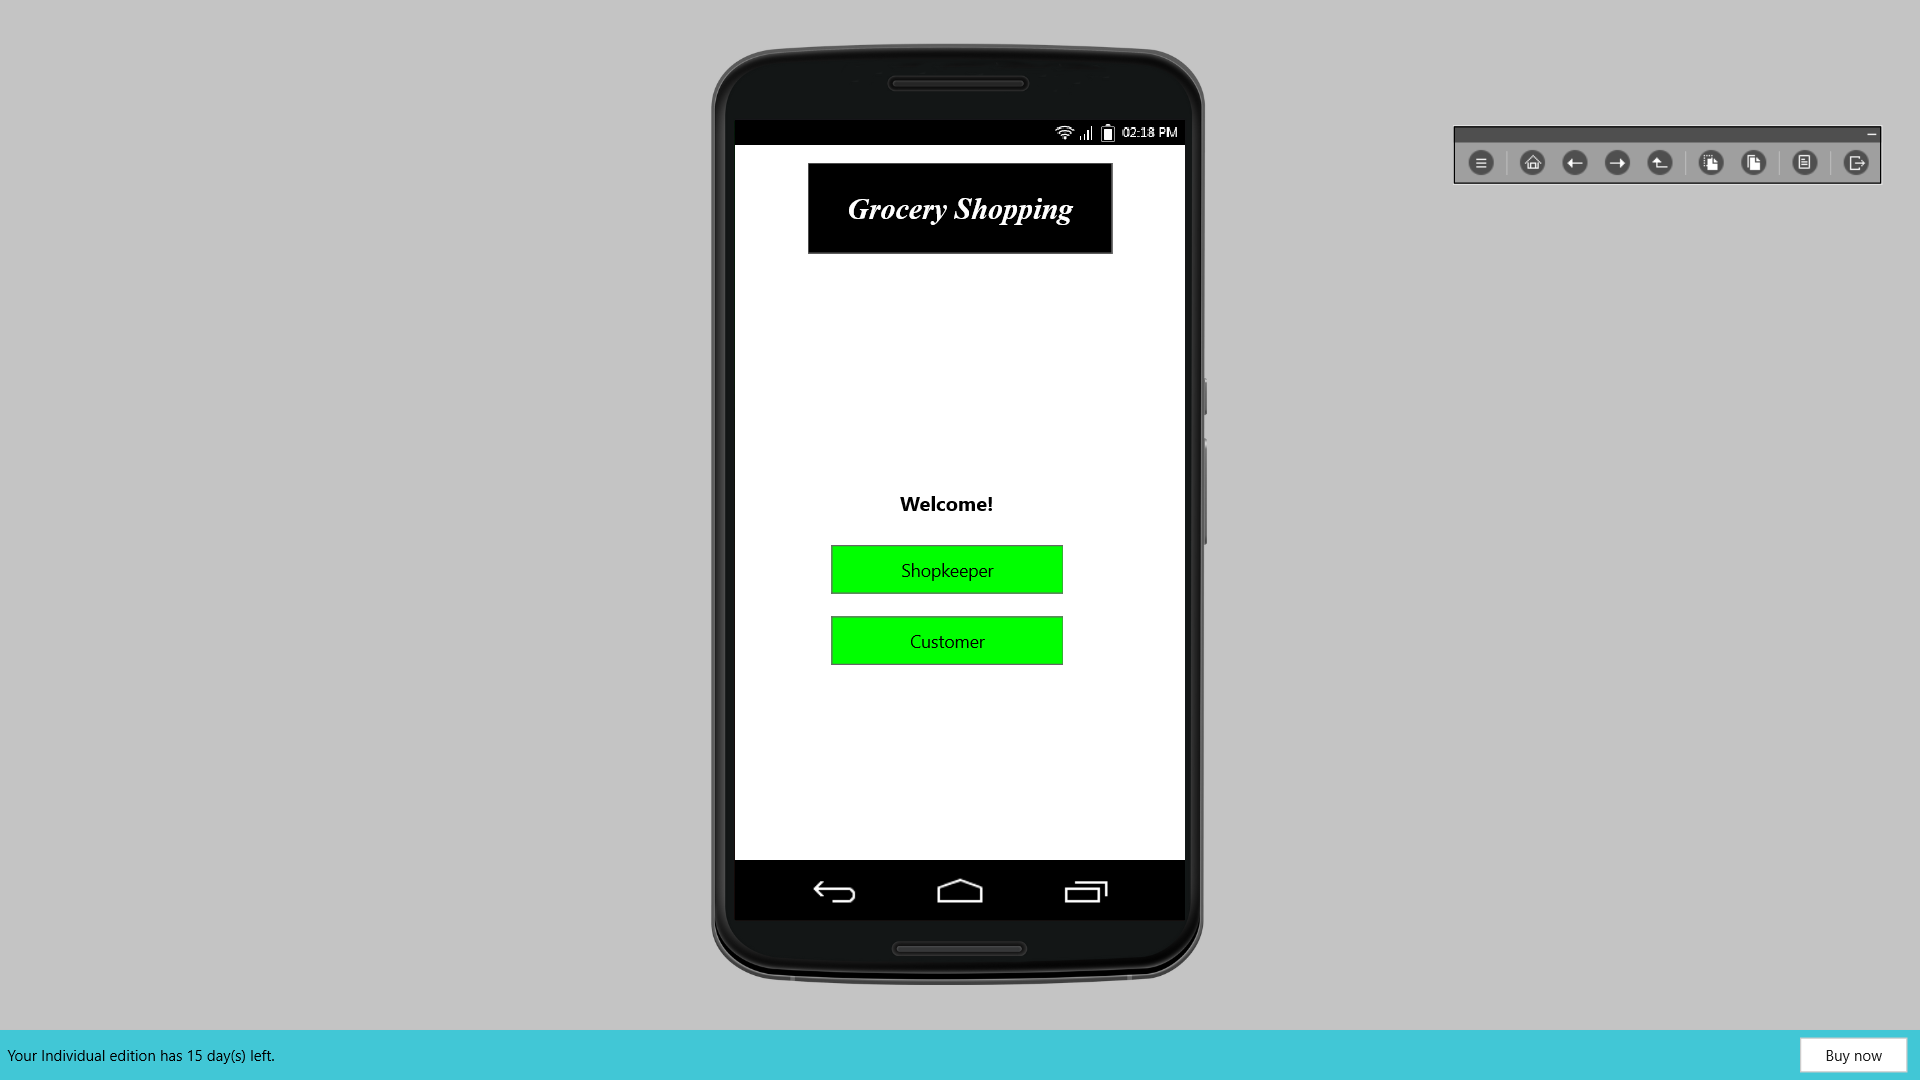 02:18 PM
Grocery Shopping
Welcome!
Shopkeeper
Customer
Your Individual edition has 15 day(s) left.
Buy now